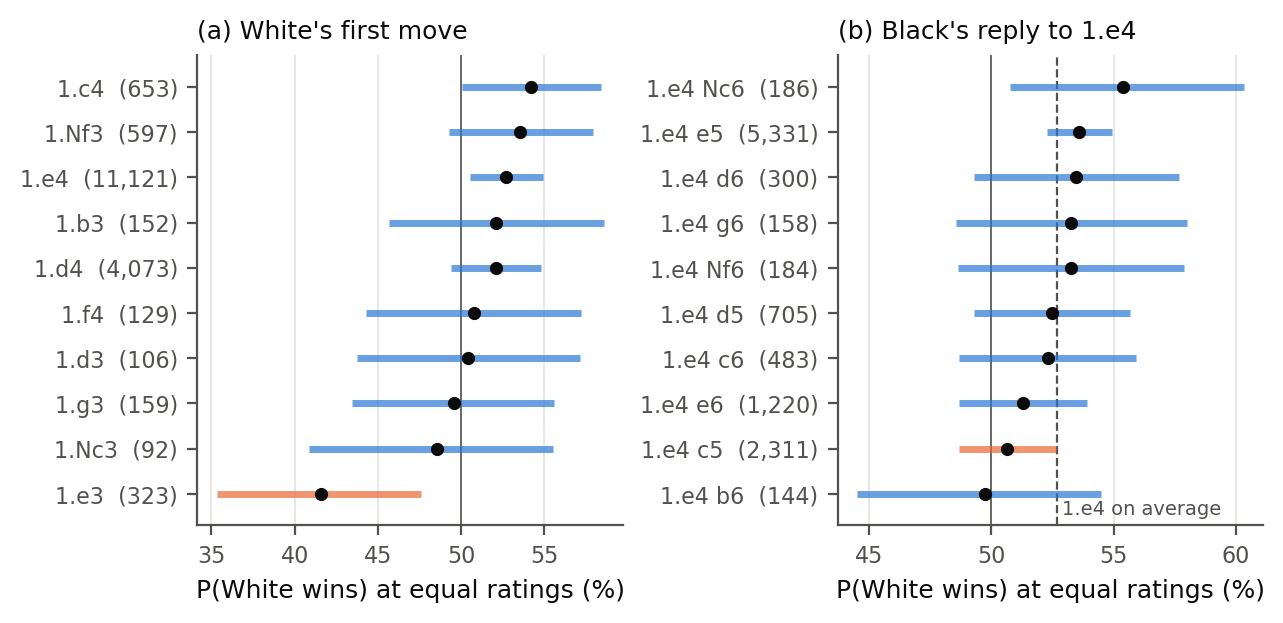 (a) White's first move
1.c4 (653)
1.Nf3 (597)
1.e4 (11,121)
1.b3 (152)
1.d4 (4,073)
1.f4 (129)
1.d3 (106)
1.g3 (159)
1.Nc3 (92)
1.e3 (323)
35 40 45 50 55
P(White wins) at equal ratings (%)
(b) Black's reply to 1.e4
1.e4 Nc6 (186)
1.e4 e5 (5,331)
1.e4 d6 (300)
1.e4 g6 (158)
1.e4 Nf6 (184)
1.e4 d5 (705)
1.e4 c6 (483)
1.e4 e6 (1,220)
1.e4 c5 (2,311)
1.e4 b6 (144)
1.e4 on average
45 50 55 60
P(White wins) at equal ratings (%)